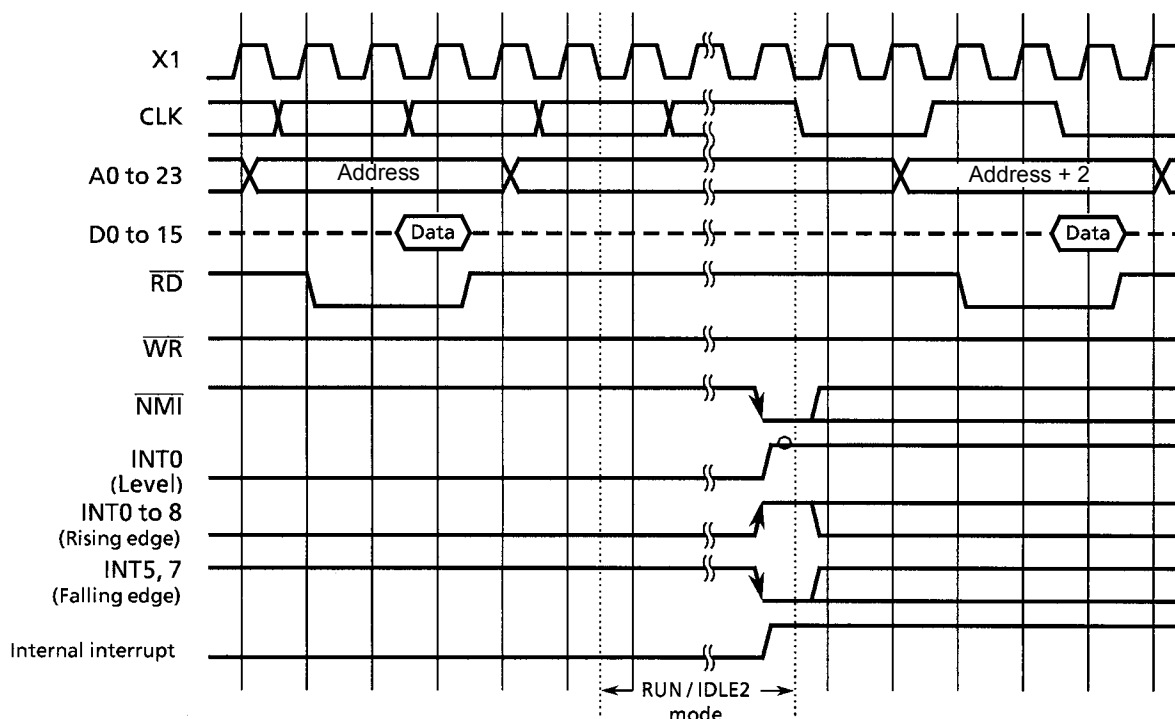 X1
CLK
A0 to 23
Address
Address + 2
D0 to 15
Data
Data
RD
WR
NMI
INT0
(Level)
INT0 to 8
(Rising edge)
INT5, 7
(Falling edge)
Internal interrupt
RUN / IDLE2
mode